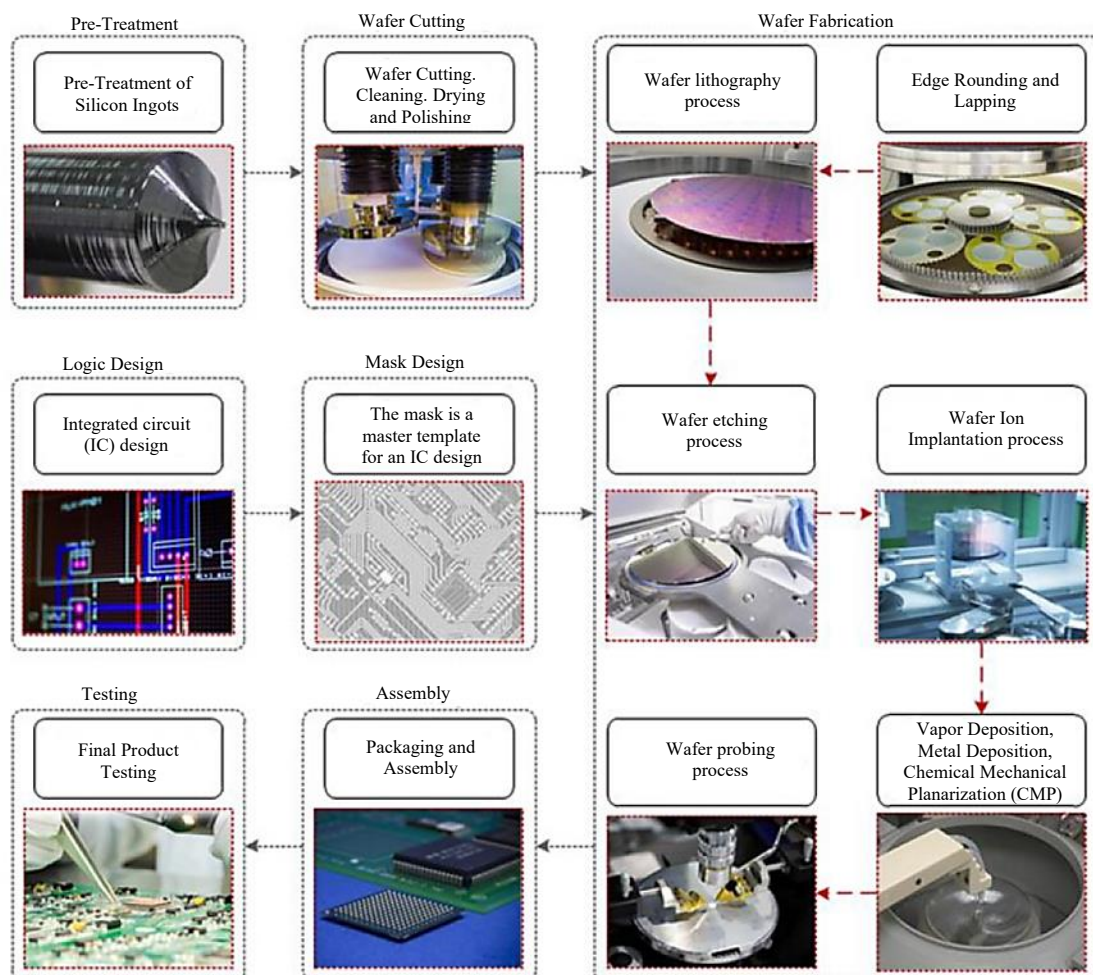 Pre-Treatment
Wafer Cutting
Wafer Fabrication
Pre-Treatment of
Silicon Ingots
Wafer Cutting.
Cleaning. Drying
and Polishing
Wafer lithography
process
Edge Rounding and
Lapping
Logic Design
Mask Design
Integrated circuit
(IC) design
The mask is a
master template
for an IC design
Wafer etching
process
Wafer Ion
Implantation process
Testing
Assembly
Final Product
Testing
Packaging and
Assembly
Wafer probing
process
Vapor Deposition,
Metal Deposition,
Chemical Mechanical
Planarization (CMP)